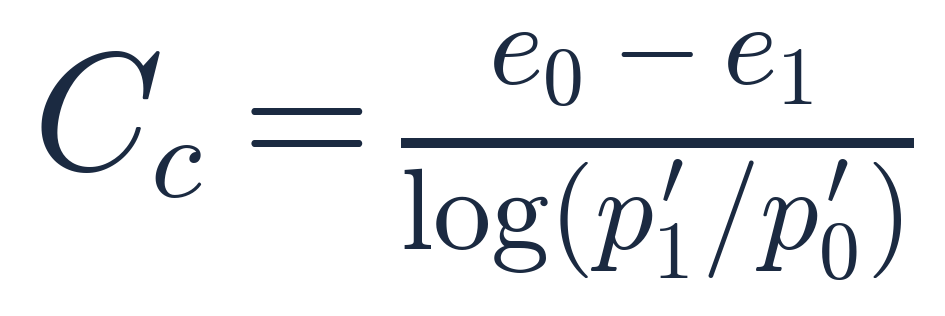 C_c = \frac{e_0 - e_1}{\log(p'_1/p'_0)}